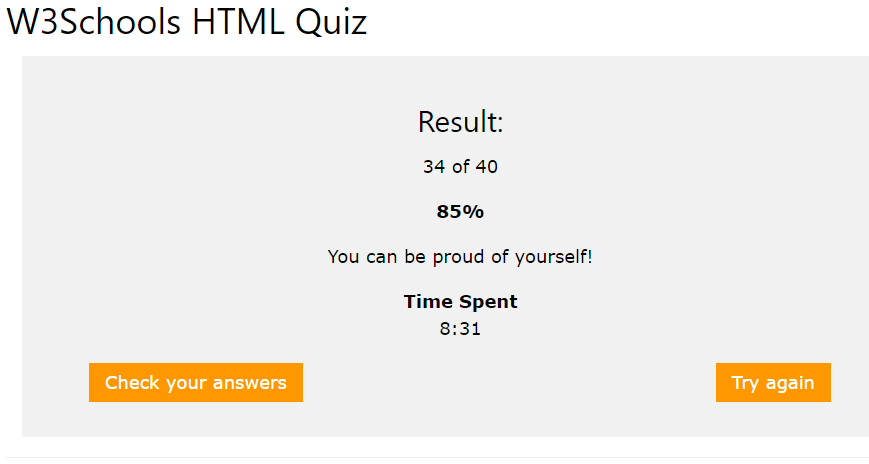 W3Schools HTML Quiz
Result:
34 of 40
85%
You can be proud of yourself!
Time Spent
8:31
Check your answers
Try again